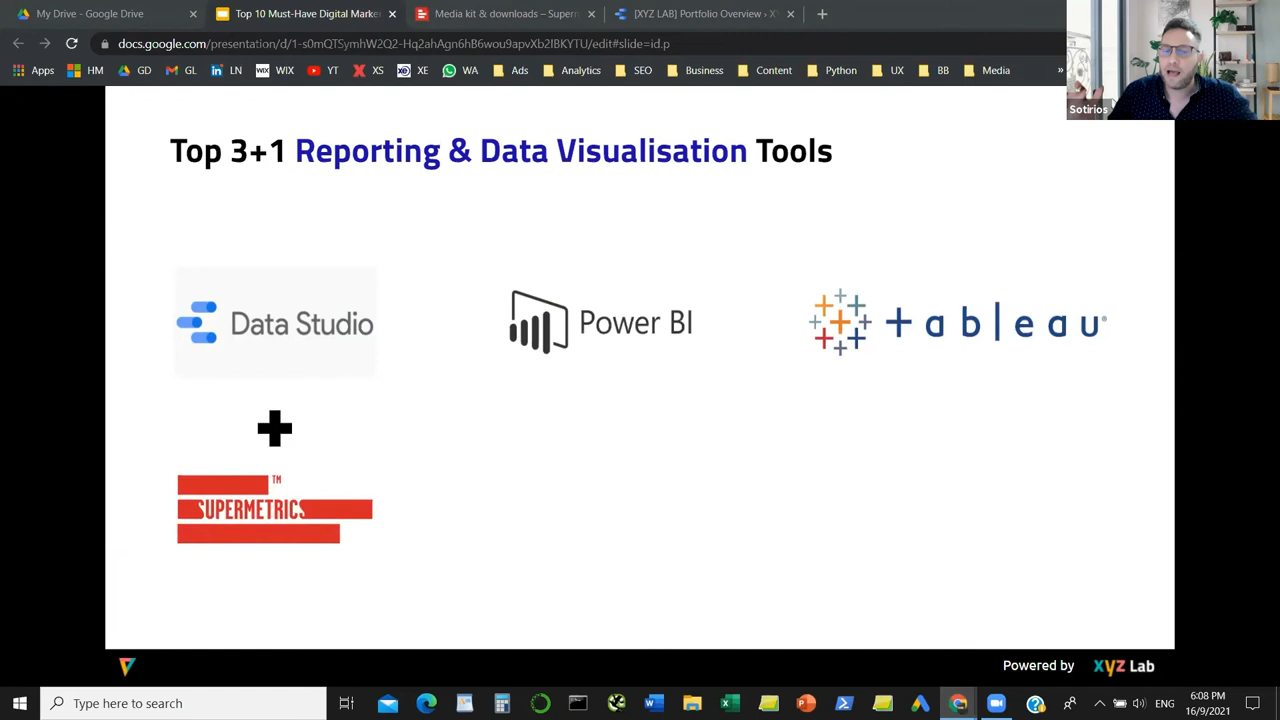 My Drive - Google Drive
Top 10 Must-Have Digital Marke
Media kit & downloads – Superm
[XYZ LAB] Portfolio Overview › X
docs.google.com/presentation/d/1-s0mQTSymhW2Q2-Hq2ahAgn6hB6wou9apvXb2IBKYTU/edit#slide=id.p
Apps HM GD GL LN WIX YT XS XE WA Ads Analytics SEO Business Content Python UX BB Media »
Sotirios
Top 3+1 Reporting & Data Visualisation Tools
Data Studio
Power BI
+ableau®
SUPERMETRICS™
Powered by XYZ Lab
Type here to search
ENG
6:08 PM
16/9/2021